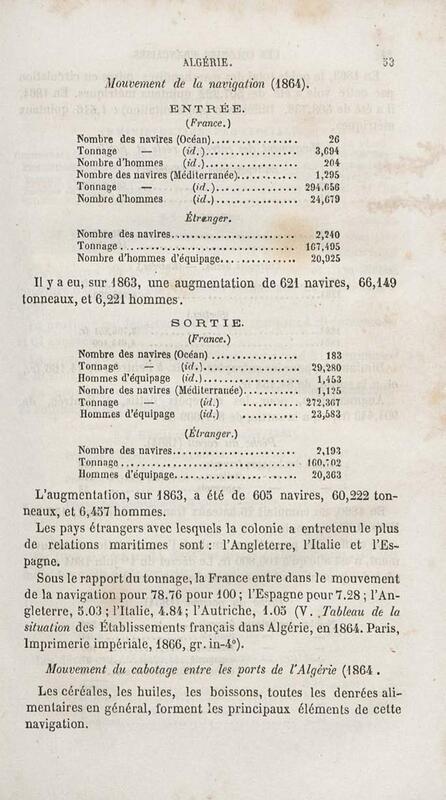 ALGÉRIE. 53
Mouvement de la navigation (1864).
ENTRÉE.
(France.)
Nombre des navires (Océan)................. 26
Tonnage — (id.).................. 3,694
Nombre d'hommes (id.).................. 204
Nombre des navires (Méditerranée)............ 1,295
Tonnage — (id.)................ 294,656
Nombre d'hommes (id.)................ 24,679
Étranger.
Nombre des navires........................ 2,240
Tonnage.................................. 167,495
Nombre d'hommes d'équipage............... 20,925
Il y a eu, sur 1863, une augmentation de 621 navires, 66,149
tonneaux, et 6,221 hommes.
SORTIE.
(France.)
Nombre des navires (Océan)................. 183
Tonnage — (id.).................. 29,280
Hommes d'équipage (id.).................. 1,453
Nombre des navires (Méditerranée)........... 1,125
Tonnage — (id.) ........... 272,367
Hommes d'équipage (id.) ........... 23,583
(Étranger.)
Nombre des navires........................ 2,193
Tonnage.................................. 160,702
Hommes d'équipage........................ 20,363
L'augmentation, sur 1863, a été de 605 navires, 60,222 ton-
neaux, et 6,457 hommes.
Les pays étrangers avec lesquels la colonie a entretenu le plus
de relations maritimes sont : l'Angleterre, l'Italie et l'Es-
pagne.
Sous le rapport du tonnage, la France entre dans le mouvement
de la navigation pour 78.76 pour 100 ; l'Espagne pour 7.28 ; l'An-
gleterre, 5.03 ; l'Italie, 4.84 ; l'Autriche, 1.05 (V. Tableau de la
situation des Établissements français dans Algérie, en 1864. Paris,
Imprimerie impériale, 1866, gr. in-4°).
Mouvement du cabotage entre les ports de l'Algérie (1864.
Les céréales, les huiles, les boissons, toutes les denrées ali-
mentaires en général, forment les principaux éléments de cette
navigation.